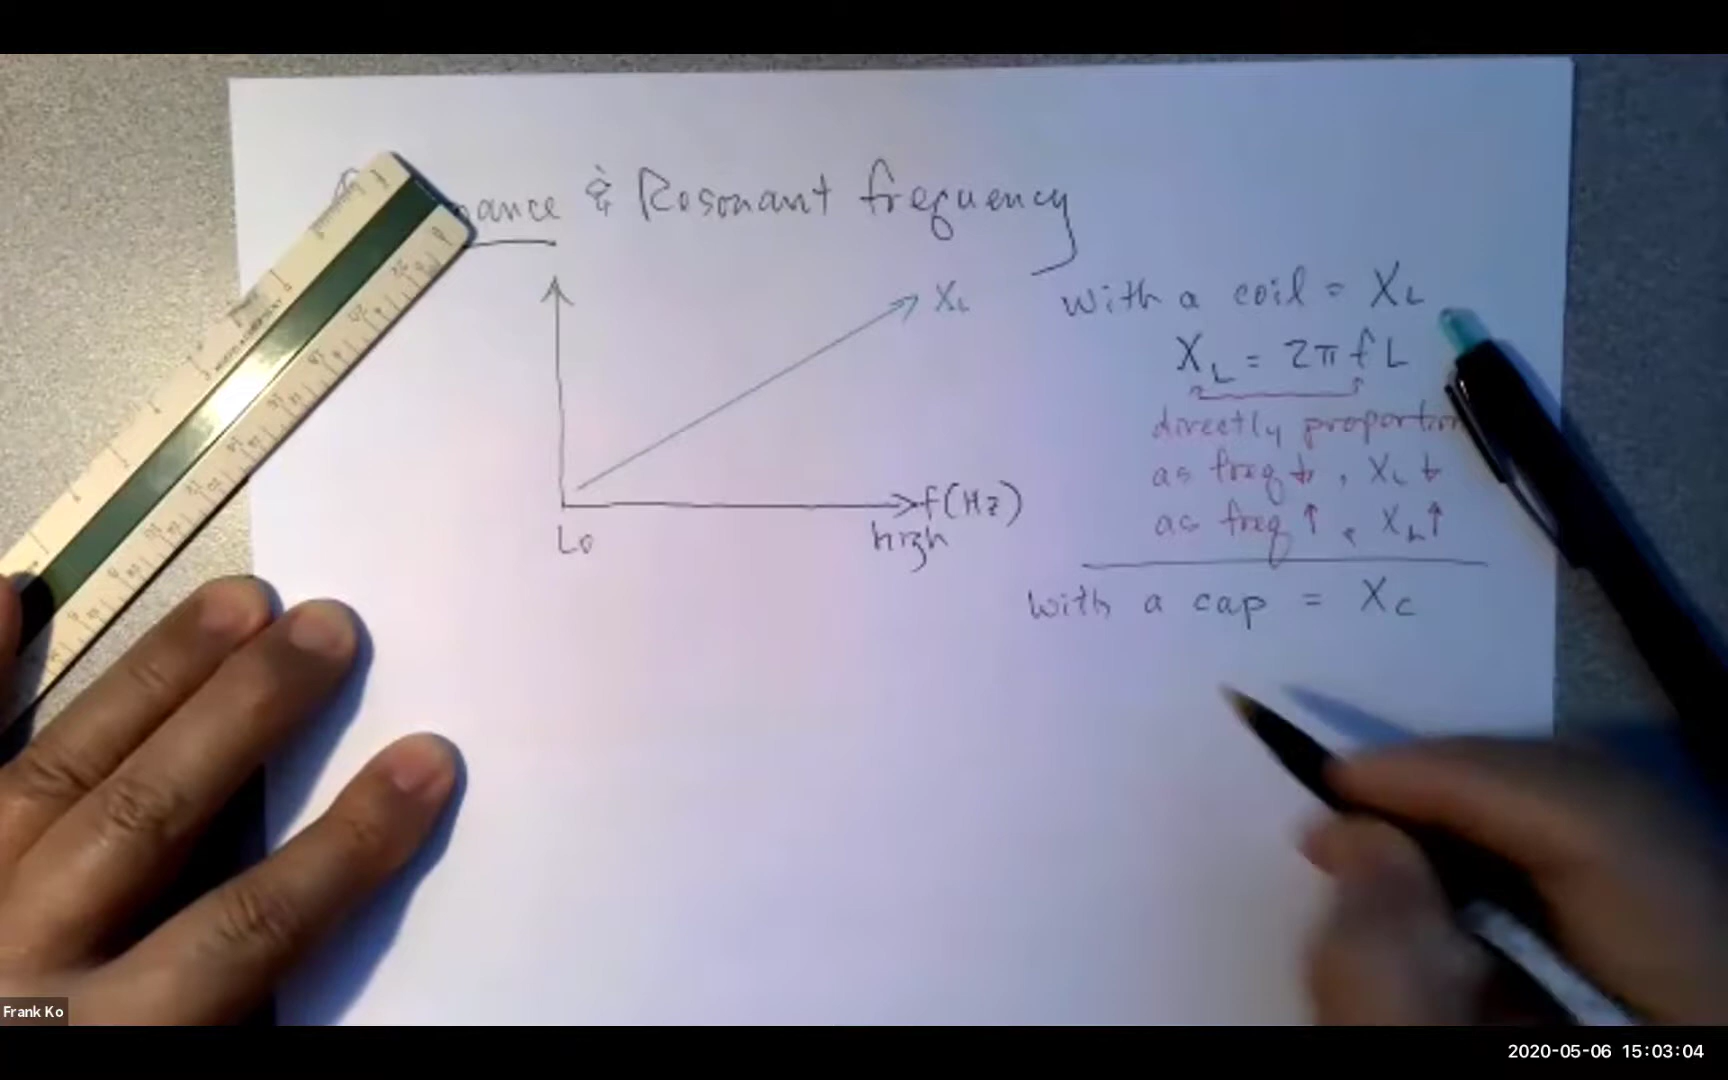 ance & Resonant frequency
XL
with a coil = XL
XL = 2πfL
directly proportion
as freq ↓, XL ↓
as freq ↑, XL ↑
f(Hz)
Lo
high
with a cap = Xc
Frank Ko
2020-05-06 15:03:04